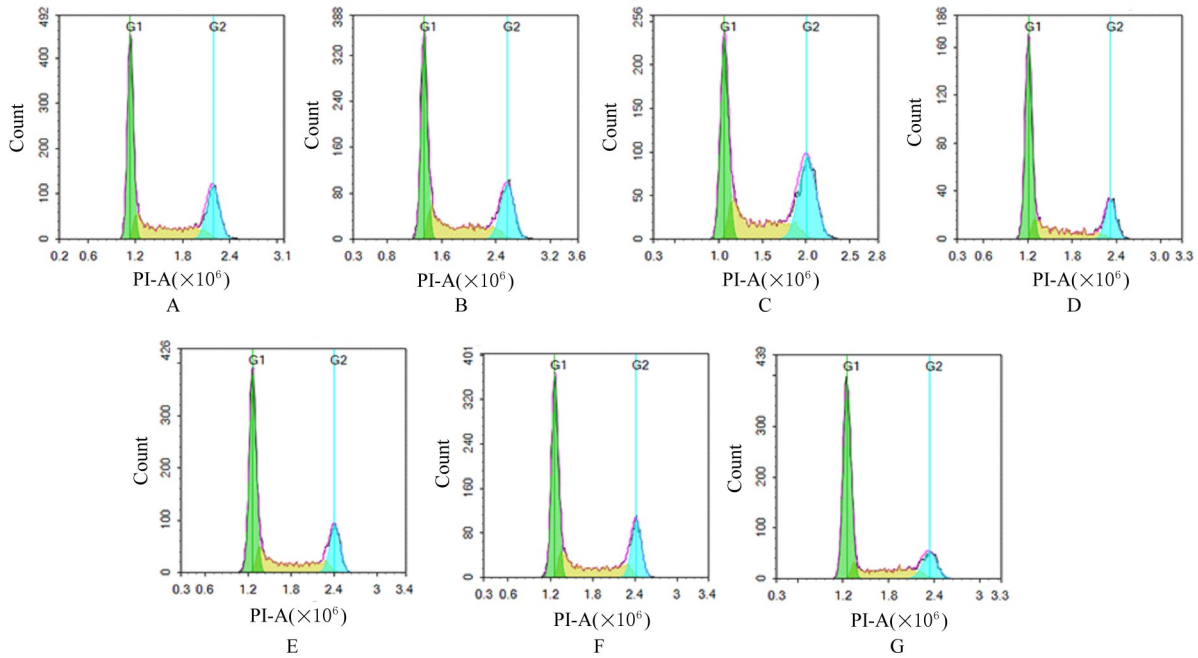 492
400
300
200
100
0
Count
G1 G2
0.2 0.6 1.2 1.8 2.4 3.1
PI-A(×10⁶)
A
388
320
240
160
80
0
Count
G1 G2
0.3 0.8 1.6 2.4 3.2 3.6
PI-A(×10⁶)
B
256
200
150
100
50
0
Count
G1 G2
0.3 1.0 1.5 2.0 2.5 2.8
PI-A(×10⁶)
C
186
160
120
80
40
0
Count
G1 G2
0.3 0.6 1.2 1.8 2.4 3.0 3.3
PI-A(×10⁶)
D
426
300
200
100
0
Count
G1 G2
0.3 0.6 1.2 1.8 2.4 3 3.4
PI-A(×10⁶)
E
401
320
240
160
80
0
Count
G1 G2
0.3 0.6 1.2 1.8 2.4 3 3.4
PI-A(×10⁶)
F
439
300
200
100
0
Count
G1 G2
0.3 0.6 1.2 1.8 2.4 3 3.3
PI-A(×10⁶)
G